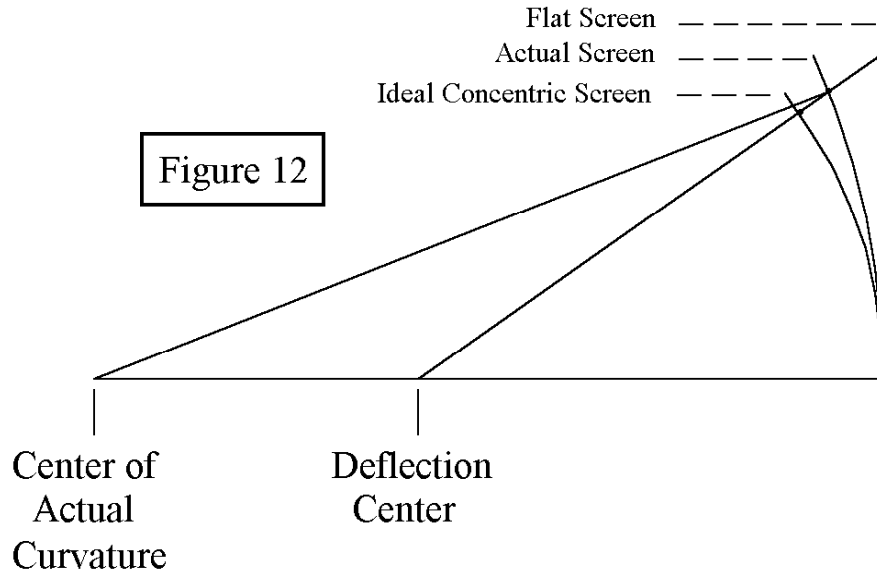 Flat Screen
Actual Screen
Ideal Concentric Screen
Figure 12
Center of
Actual
Curvature
Deflection
Center